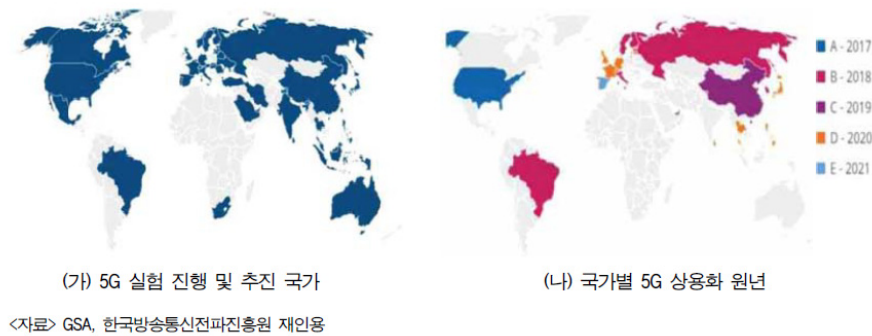 A - 2017
B - 2018
C - 2019
D - 2020
E - 2021
(가) 5G 실험 진행 및 추진 국가
(나) 국가별 5G 상용화 원년
<자료> GSA, 한국방송통신전파진흥원 재인용